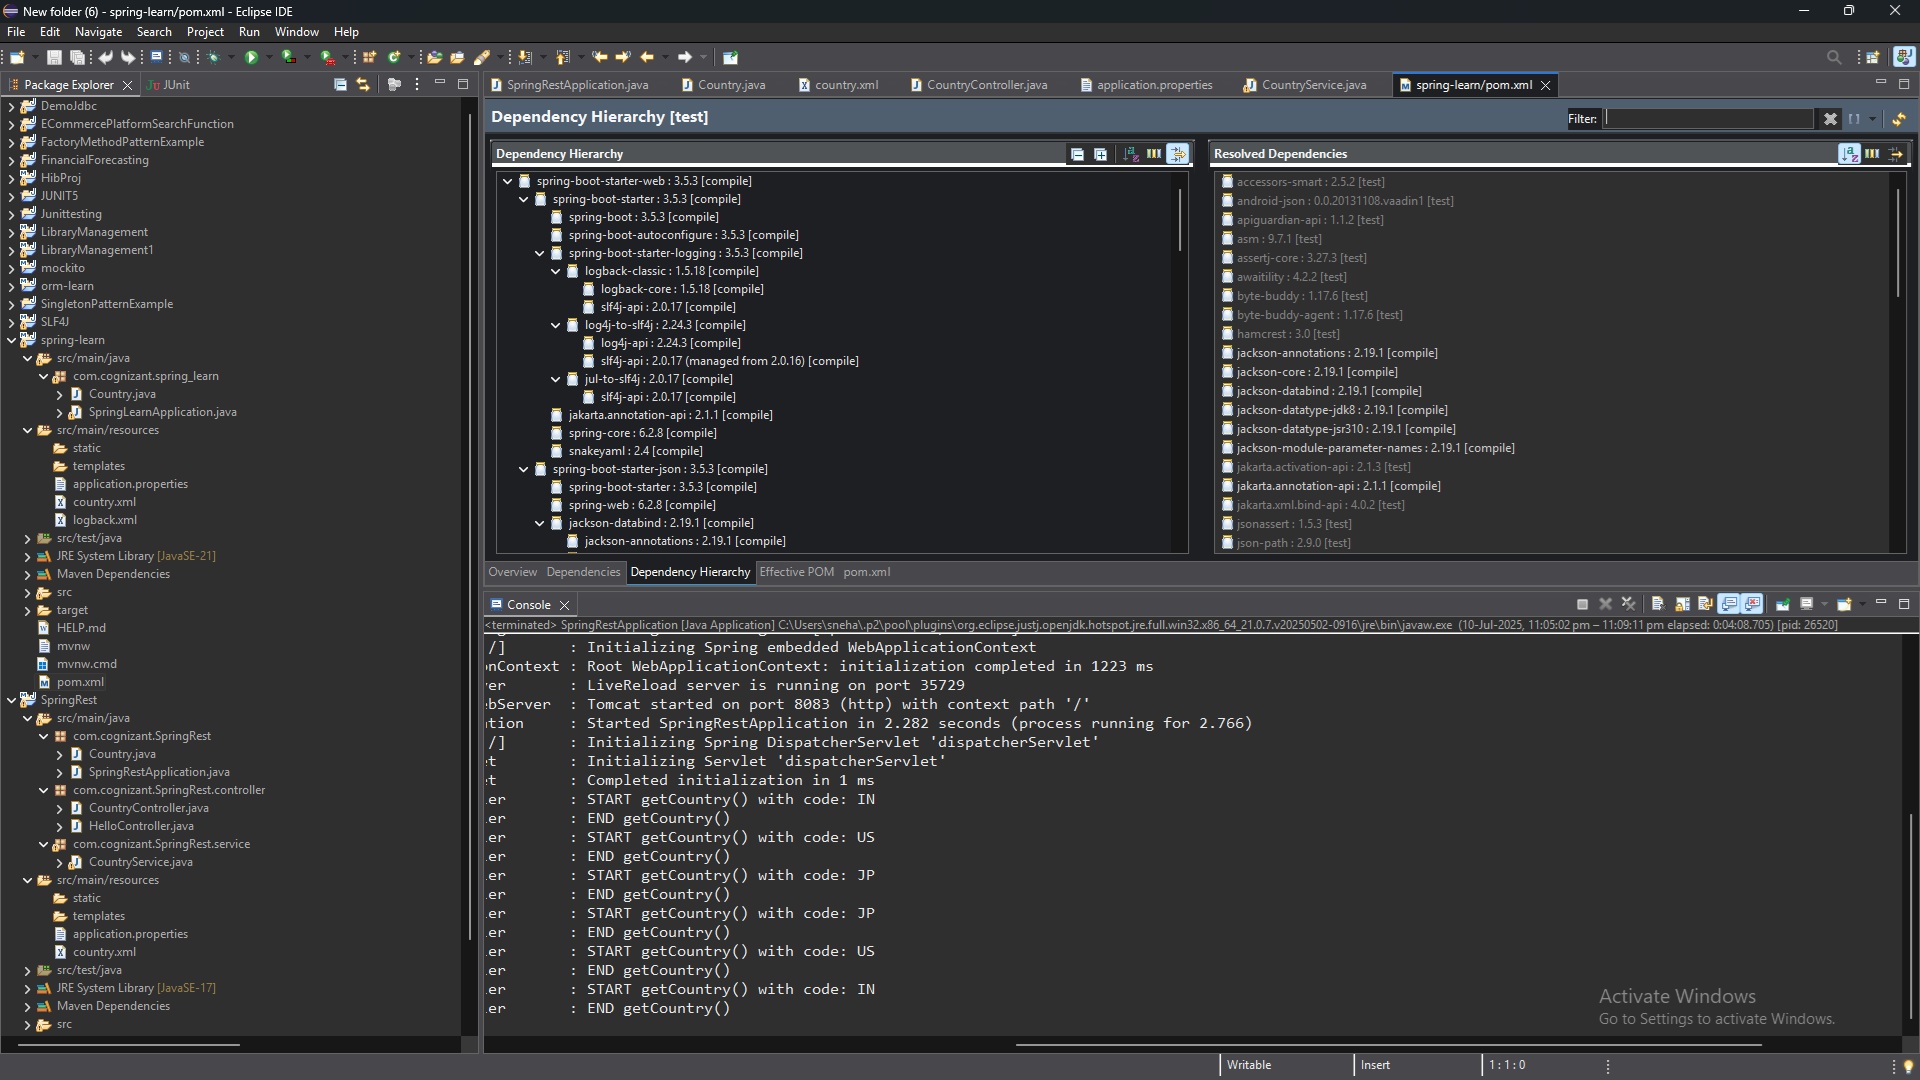 New folder (6) - spring-learn/pom.xml - Eclipse IDE
File Edit Navigate Search Project Run Window Help
Package Explorer
JUnit
SpringRestApplication.java
Country.java
country.xml
CountryController.java
application.properties
CountryService.java
spring-learn/pom.xml
DemoJdbc
ECommercePlatformSearchFunction
FactoryMethodPatternExample
FinancialForecasting
HibProj
JUNIT5
Junittesting
LibraryManagement
LibraryManagement1
mockito
orm-learn
SingletonPatternExample
SLF4J
spring-learn
src/main/java
com.cognizant.spring_learn
Country.java
SpringLearnApplication.java
src/main/resources
static
templates
application.properties
country.xml
logback.xml
src/test/java
JRE System Library [JavaSE-21]
Maven Dependencies
src
target
HELP.md
mvnw
mvnw.cmd
pom.xml
SpringRest
src/main/java
com.cognizant.SpringRest
Country.java
SpringRestApplication.java
com.cognizant.SpringRest.controller
CountryController.java
HelloController.java
com.cognizant.SpringRest.service
CountryService.java
src/main/resources
static
templates
application.properties
country.xml
src/test/java
JRE System Library [JavaSE-17]
Maven Dependencies
src
Dependency Hierarchy [test]
Filter:
Dependency Hierarchy
spring-boot-starter-web : 3.5.3 [compile]
spring-boot-starter : 3.5.3 [compile]
spring-boot : 3.5.3 [compile]
spring-boot-autoconfigure : 3.5.3 [compile]
spring-boot-starter-logging : 3.5.3 [compile]
logback-classic : 1.5.18 [compile]
logback-core : 1.5.18 [compile]
slf4j-api : 2.0.17 [compile]
log4j-to-slf4j : 2.24.3 [compile]
log4j-api : 2.24.3 [compile]
slf4j-api : 2.0.17 (managed from 2.0.16) [compile]
jul-to-slf4j : 2.0.17 [compile]
slf4j-api : 2.0.17 [compile]
jakarta.annotation-api : 2.1.1 [compile]
spring-core : 6.2.8 [compile]
snakeyaml : 2.4 [compile]
spring-boot-starter-json : 3.5.3 [compile]
spring-boot-starter : 3.5.3 [compile]
spring-web : 6.2.8 [compile]
jackson-databind : 2.19.1 [compile]
jackson-annotations : 2.19.1 [compile]
Resolved Dependencies
accessors-smart : 2.5.2 [test]
android-json : 0.0.20131108.vaadin1 [test]
apiguardian-api : 1.1.2 [test]
asm : 9.7.1 [test]
assertj-core : 3.27.3 [test]
awaitility : 4.2.2 [test]
byte-buddy : 1.17.6 [test]
byte-buddy-agent : 1.17.6 [test]
hamcrest : 3.0 [test]
jackson-annotations : 2.19.1 [compile]
jackson-core : 2.19.1 [compile]
jackson-databind : 2.19.1 [compile]
jackson-datatype-jdk8 : 2.19.1 [compile]
jackson-datatype-jsr310 : 2.19.1 [compile]
jackson-module-parameter-names : 2.19.1 [compile]
jakarta.activation-api : 2.1.3 [test]
jakarta.annotation-api : 2.1.1 [compile]
jakarta.xml.bind-api : 4.0.2 [test]
jsonassert : 1.5.3 [test]
json-path : 2.9.0 [test]
Overview Dependencies Dependency Hierarchy Effective POM pom.xml
Console
<terminated> SpringRestApplication [Java Application] C:\Users\sneha\.p2\pool\plugins\org.eclipse.justj.openjdk.hotspot.jre.full.win32.x86_64_21.0.7.v20250502-0916\jre\bin\javaw.exe (10-Jul-2025, 11:05:02 pm – 11:09:11 pm elapsed: 0:04:08.705) [pid: 26520]
/] : Initializing Spring embedded WebApplicationContext
nContext : Root WebApplicationContext: initialization completed in 1223 ms
er : LiveReload server is running on port 35729
bServer : Tomcat started on port 8083 (http) with context path '/'
tion : Started SpringRestApplication in 2.282 seconds (process running for 2.766)
/] : Initializing Spring DispatcherServlet 'dispatcherServlet'
t : Initializing Servlet 'dispatcherServlet'
t : Completed initialization in 1 ms
er : START getCountry() with code: IN
er : END getCountry()
er : START getCountry() with code: US
er : END getCountry()
er : START getCountry() with code: JP
er : END getCountry()
er : START getCountry() with code: JP
er : END getCountry()
er : START getCountry() with code: US
er : END getCountry()
er : START getCountry() with code: IN
er : END getCountry()
Activate Windows
Go to Settings to activate Windows.
Writable
Insert
1 : 1 : 0